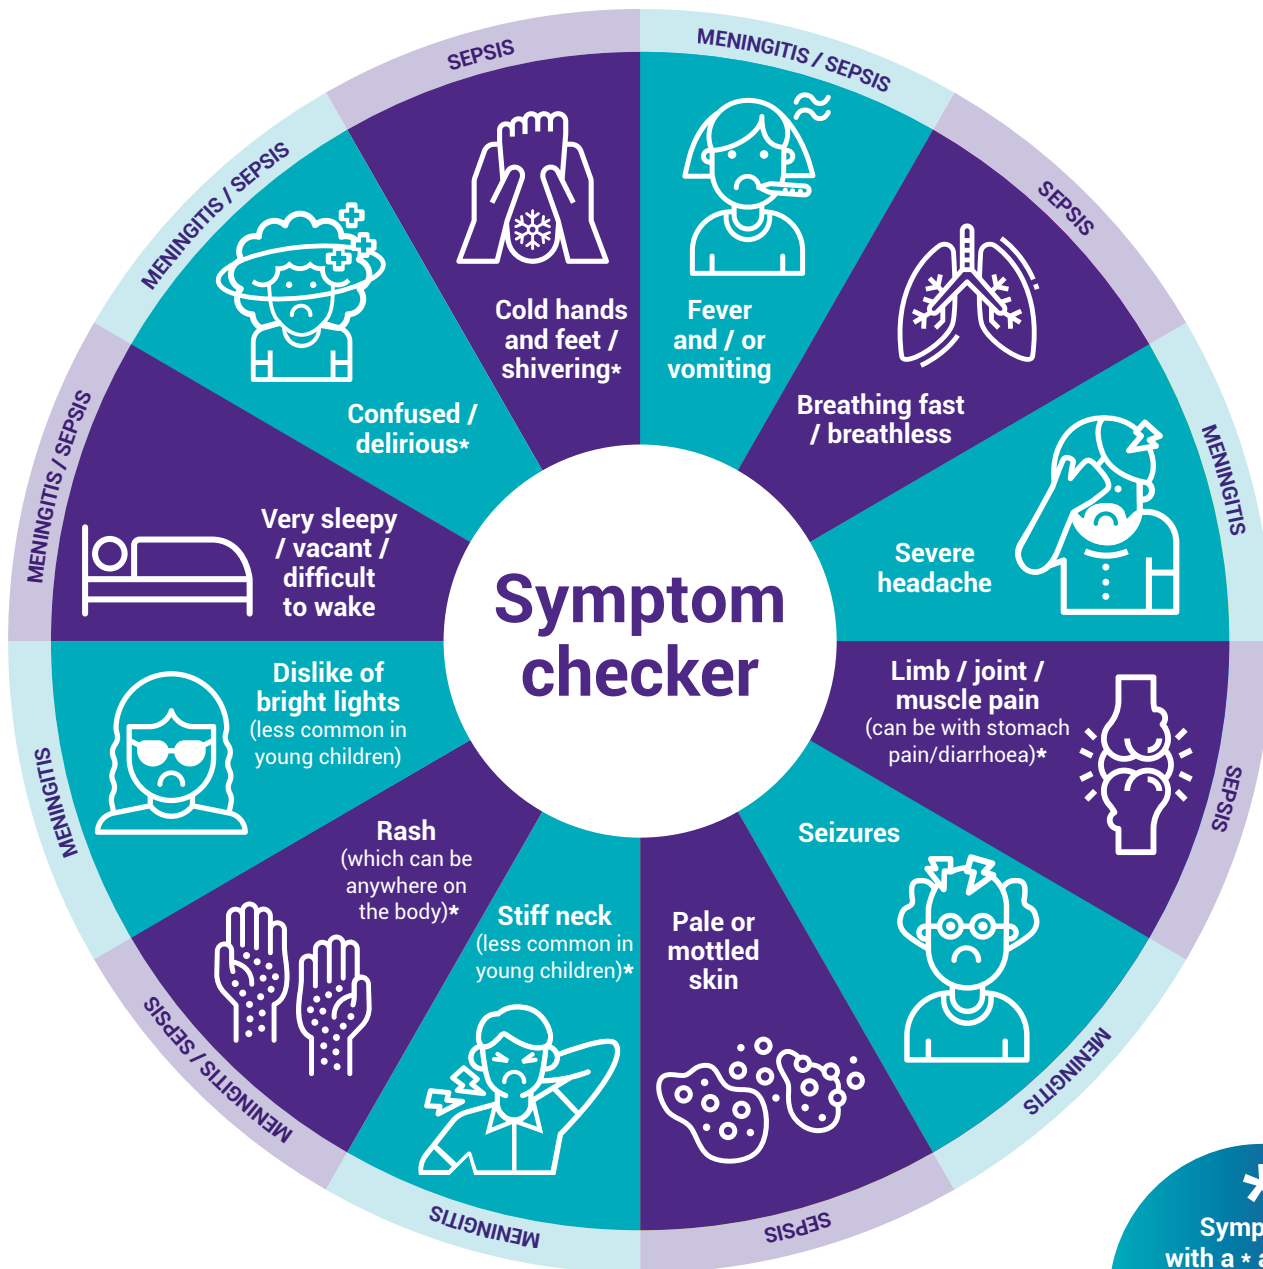 MENINGITIS / SEPSIS
Fever
and / or
vomiting
SEPSIS
Breathing fast
/ breathless
MENINGITIS
Severe
headache
SEPSIS
Limb / joint /
muscle pain
(can be with stomach
pain/diarrhoea)*
MENINGITIS
Seizures
SEPSIS
Pale or
mottled
skin
MENINGITIS
Stiff neck
(less common in
young children)*
MENINGITIS / SEPSIS
Rash
(which can be
anywhere on
the body)*
MENINGITIS
Dislike of
bright lights
(less common in
young children)
MENINGITIS / SEPSIS
Very sleepy
/ vacant /
difficult
to wake
MENINGITIS / SEPSIS
Confused /
delirious*
SEPSIS
Cold hands
and feet /
shivering*
Symptom
checker
*
with a *